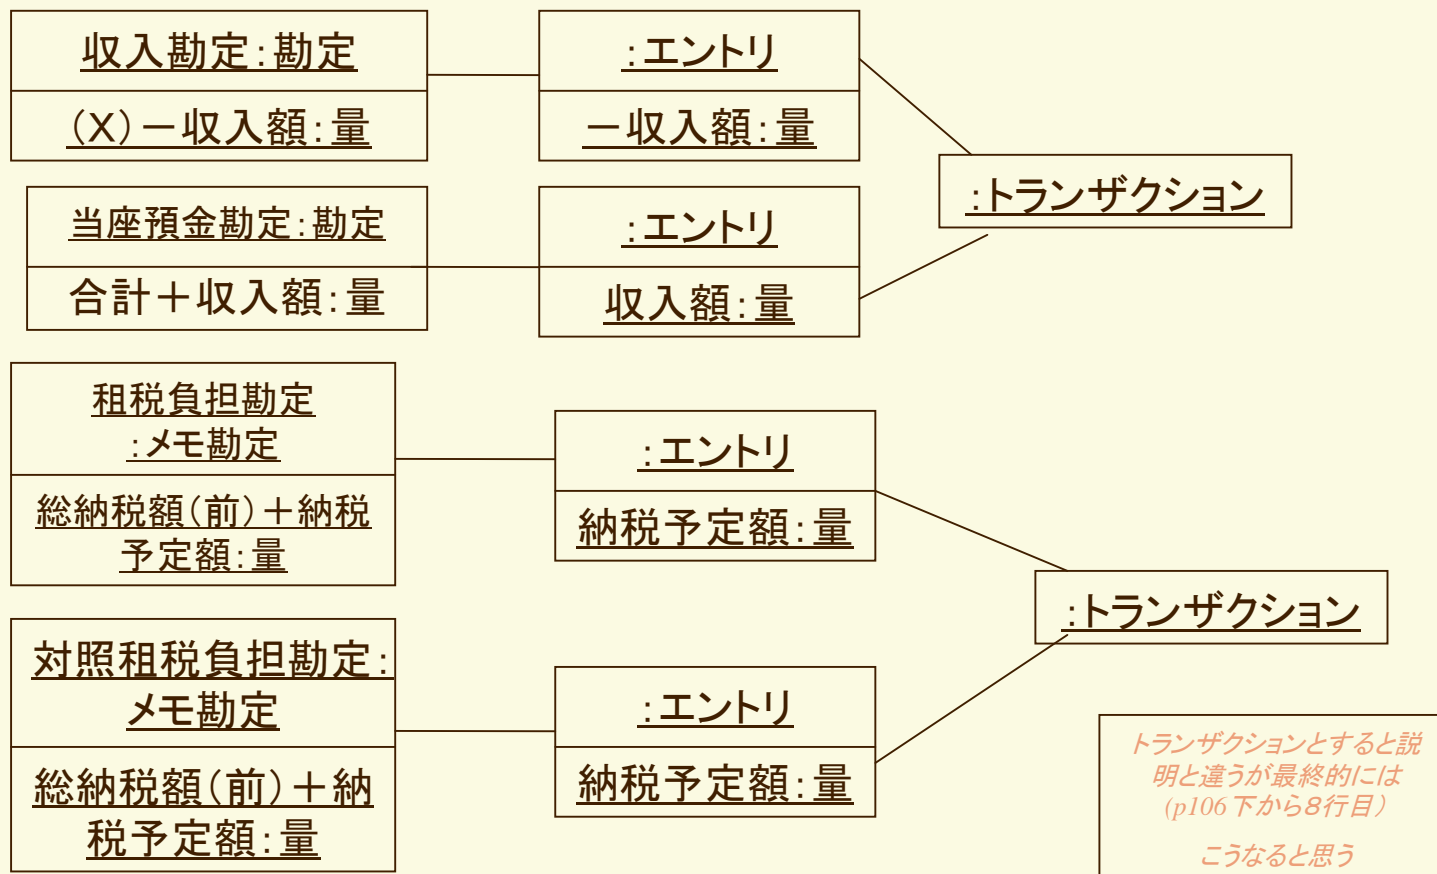 収入勘定:勘定
(X)－収入額:量
:エントリ
－収入額:量
:トランザクション
当座預金勘定:勘定
合計＋収入額:量
:エントリ
収入額:量
租税負担勘定
:メモ勘定
総納税額(前)＋納税
予定額:量
:エントリ
納税予定額:量
:トランザクション
対照租税負担勘定:
メモ勘定
総納税額(前)＋納
税予定額:量
:エントリ
納税予定額:量
トランザクションとすると説
明と違うが最終的には
(p106下から８行目)
こうなると思う